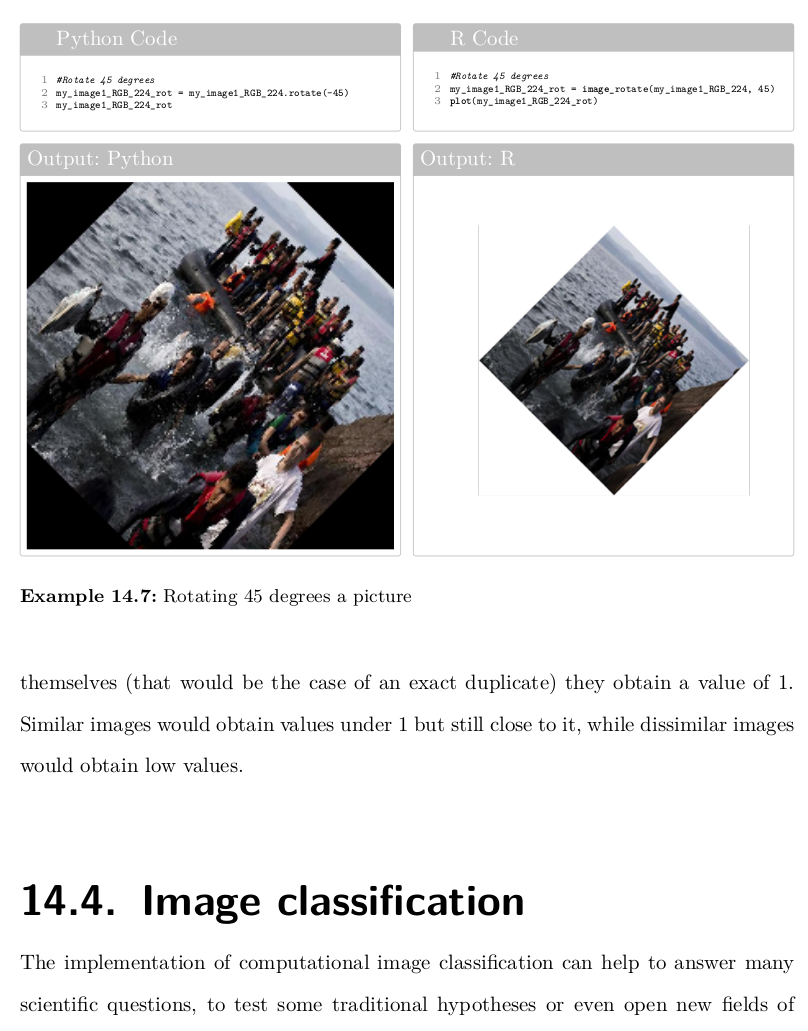 Python Code
1 #Rotate 45 degrees
2 my_image1_RGB_224_rot = my_image1_RGB_224.rotate(-45)
3 my_image1_RGB_224_rot
R Code
1 #Rotate 45 degrees
2 my_image1_RGB_224_rot = image_rotate(my_image1_RGB_224, 45)
3 plot(my_image1_RGB_224_rot)
Output: Python
Output: R
Example 14.7: Rotating 45 degrees a picture
themselves (that would be the case of an exact duplicate) they obtain a value of 1.
Similar images would obtain values under 1 but still close to it, while dissimilar images
would obtain low values.
14.4. Image classification
The implementation of computational image classification can help to answer many
scientific questions, to test some traditional hypotheses or even open new fields of